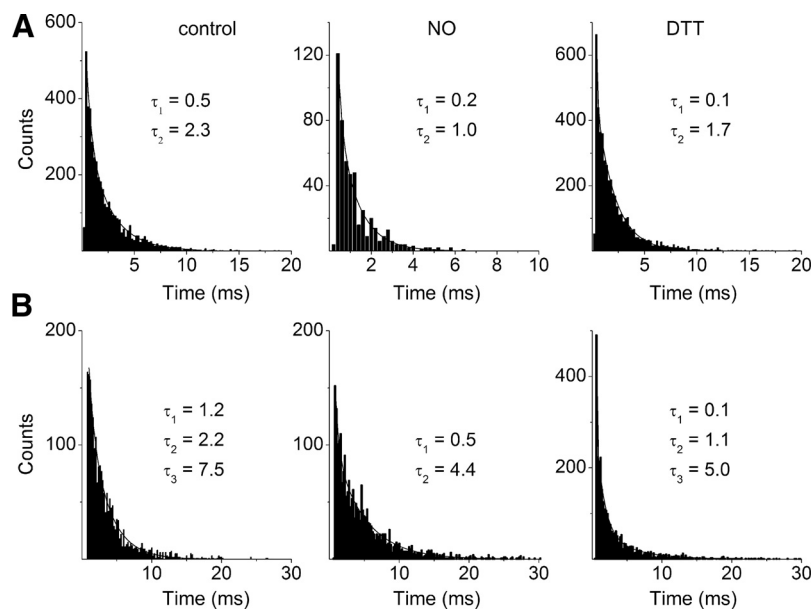 A
control
NO
DTT
600
400
200
Counts
τ1 = 0.5
τ2 = 2.3
5 10 15 20
Time (ms)
120
80
40
τ1 = 0.2
τ2 = 1.0
2 4 6 8 10
Time (ms)
600
400
200
τ1 = 0.1
τ2 = 1.7
5 10 15 20
Time (ms)
B
200
100
Counts
τ1 = 1.2
τ2 = 2.2
τ3 = 7.5
10 20 30
Time (ms)
200
100
τ1 = 0.5
τ2 = 4.4
10 20 30
Time (ms)
400
200
τ1 = 0.1
τ2 = 1.1
τ3 = 5.0
10 20 30
Time (ms)